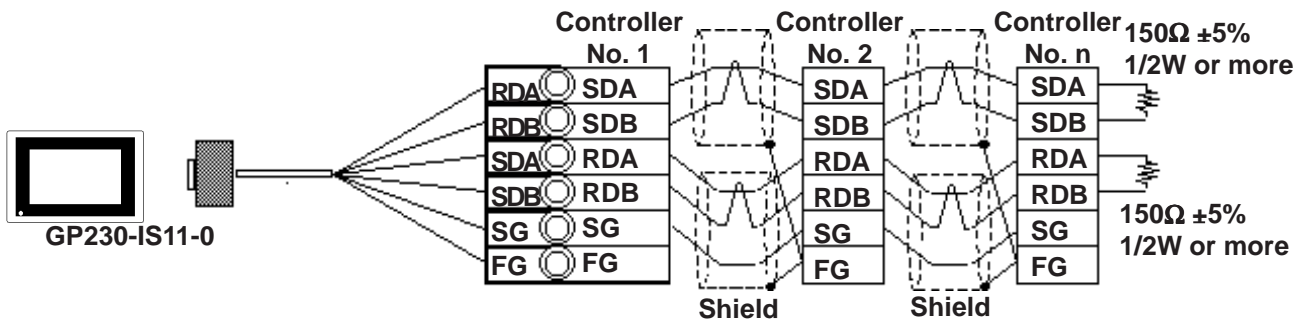 Controller No. 1
Controller No. 2
Controller No. n
150Ω ±5%
1/2W or more
RDA SDA SDA SDA
RDB SDB SDB SDB
SDA RDA RDA RDA
SDB RDB RDB RDB
SG SG SG SG
FG FG FG FG
GP230-IS11-0
150Ω ±5%
1/2W or more
Shield
Shield